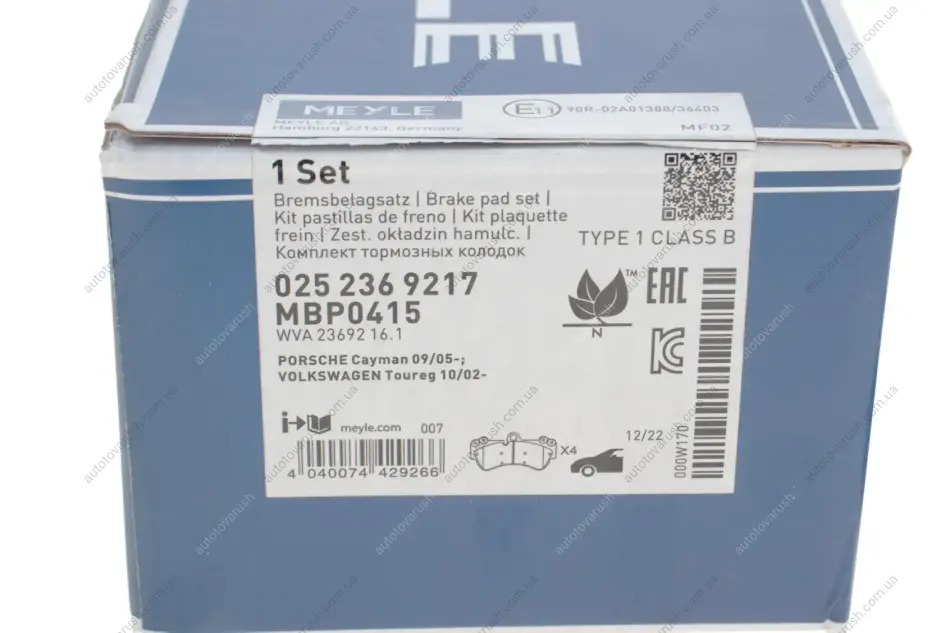 E
MEYLE
MEYLE AG
Hamburg 22143, Germany
E11 90R-02A01388/36403
MF02
1 Set
Bremsbelagsatz | Brake pad set |
Kit pastillas de freno | Kit plaquette
frein | Zest. okładzin hamulc. |
Комплект тормозных колодок
TYPE 1 CLASS B
025 236 9217
MBP0415
WVA 23692 16.1
TM
N
EAC
KC
PORSCHE Cayman 09/05-;
VOLKSWAGEN Toureg 10/02-
i
meyle.com 007
4 040074 429266
X4
12/22
000W170
autotovarush.com.ua